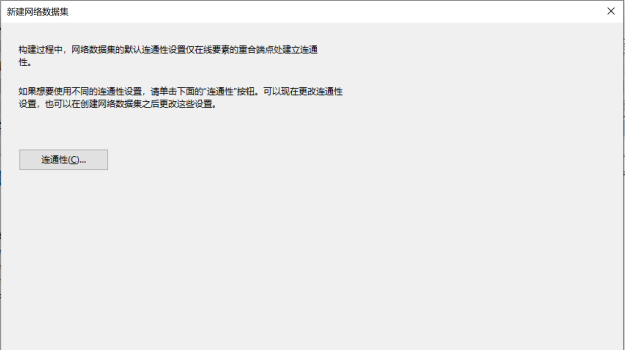 新建网络数据集
构建过程中，网络数据集的默认连通性设置仅在线要素的重合端点处建立连通
性。
如果想要使用不同的连通性设置，请单击下面的“连通性”按钮。可以现在更改连通性
设置，也可以在创建网络数据集之后更改这些设置。
连通性(C)...